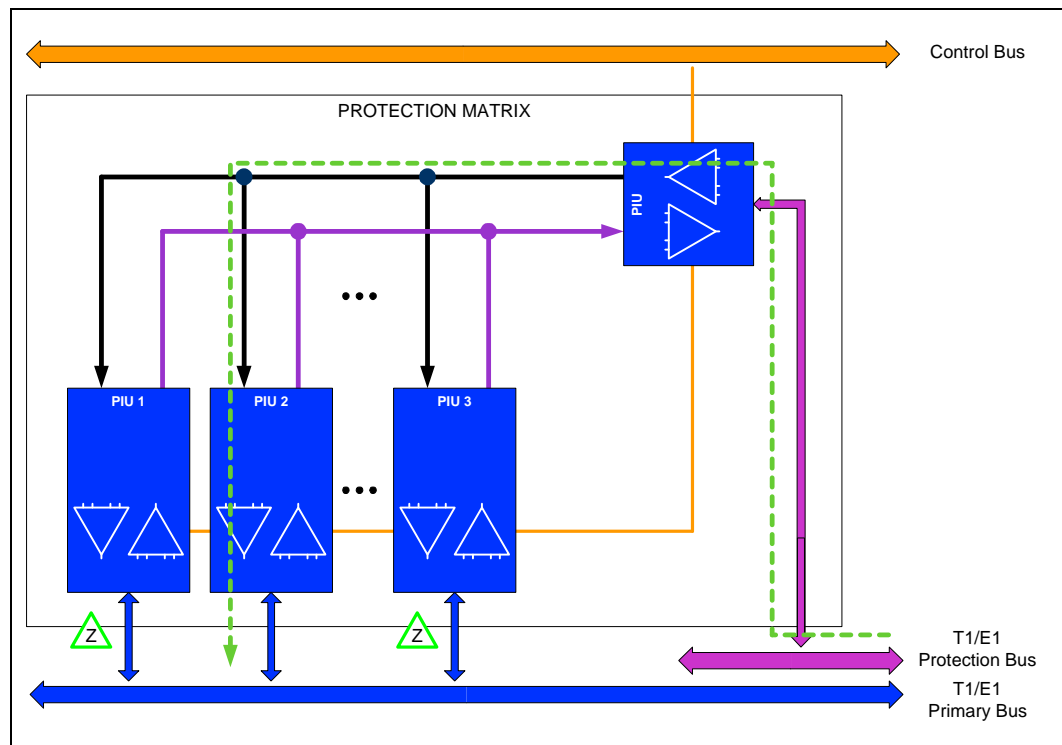 Control Bus
PROTECTION MATRIX
PIU
PIU 1
PIU 2
PIU 3
Z
Z
T1/E1
Protection Bus
T1/E1
Primary Bus